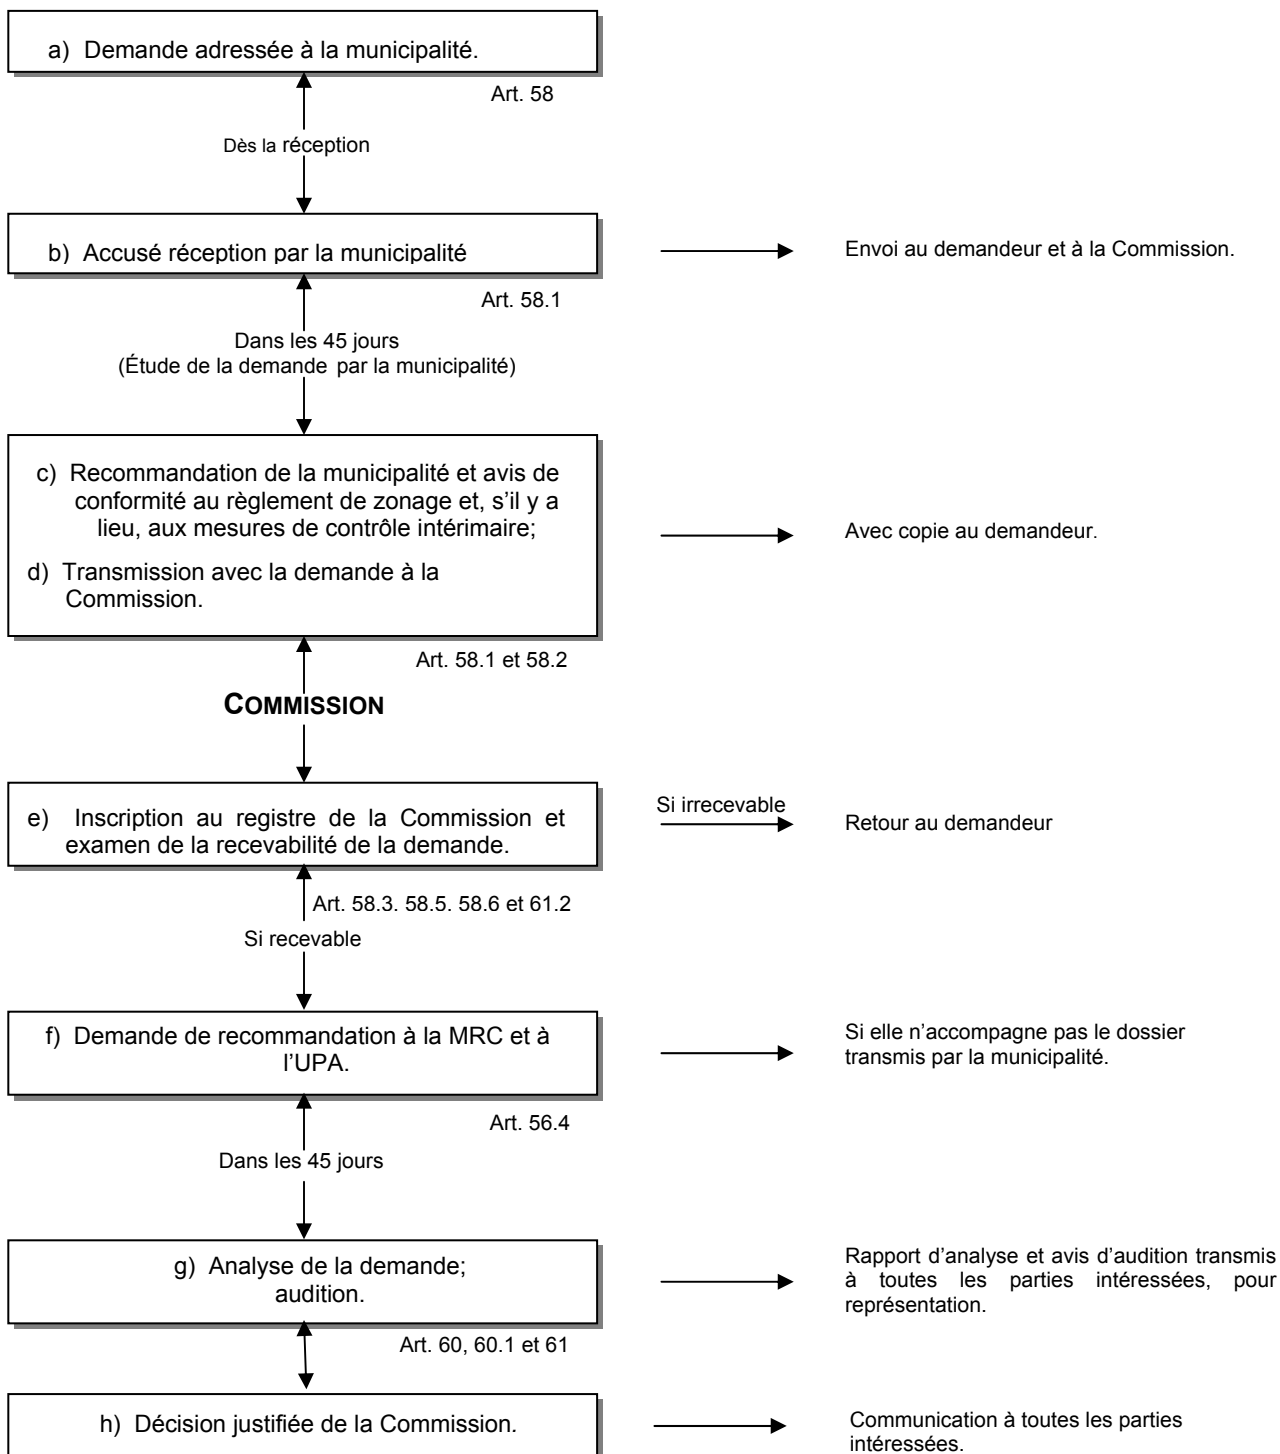 a) Demande adressée à la municipalité.
Art. 58
Dès la réception
b) Accusé réception par la municipalité
Envoi au demandeur et à la Commission.
Art. 58.1
Dans les 45 jours
(Étude de la demande par la municipalité)
c) Recommandation de la municipalité et avis de
conformité au règlement de zonage et, s’il y a
lieu, aux mesures de contrôle intérimaire;
Avec copie au demandeur.
d) Transmission avec la demande à la
Commission.
Art. 58.1 et 58.2
COMMISSION
e) Inscription au registre de la Commission et
examen de la recevabilité de la demande.
Si irrecevable
Retour au demandeur
Art. 58.3. 58.5. 58.6 et 61.2
Si recevable
f) Demande de recommandation à la MRC et à
l’UPA.
Si elle n’accompagne pas le dossier
transmis par la municipalité.
Art. 56.4
Dans les 45 jours
g) Analyse de la demande;
audition.
Rapport d’analyse et avis d’audition transmis
à toutes les parties intéressées, pour
représentation.
Art. 60, 60.1 et 61
h) Décision justifiée de la Commission.
Communication à toutes les parties
intéressées.